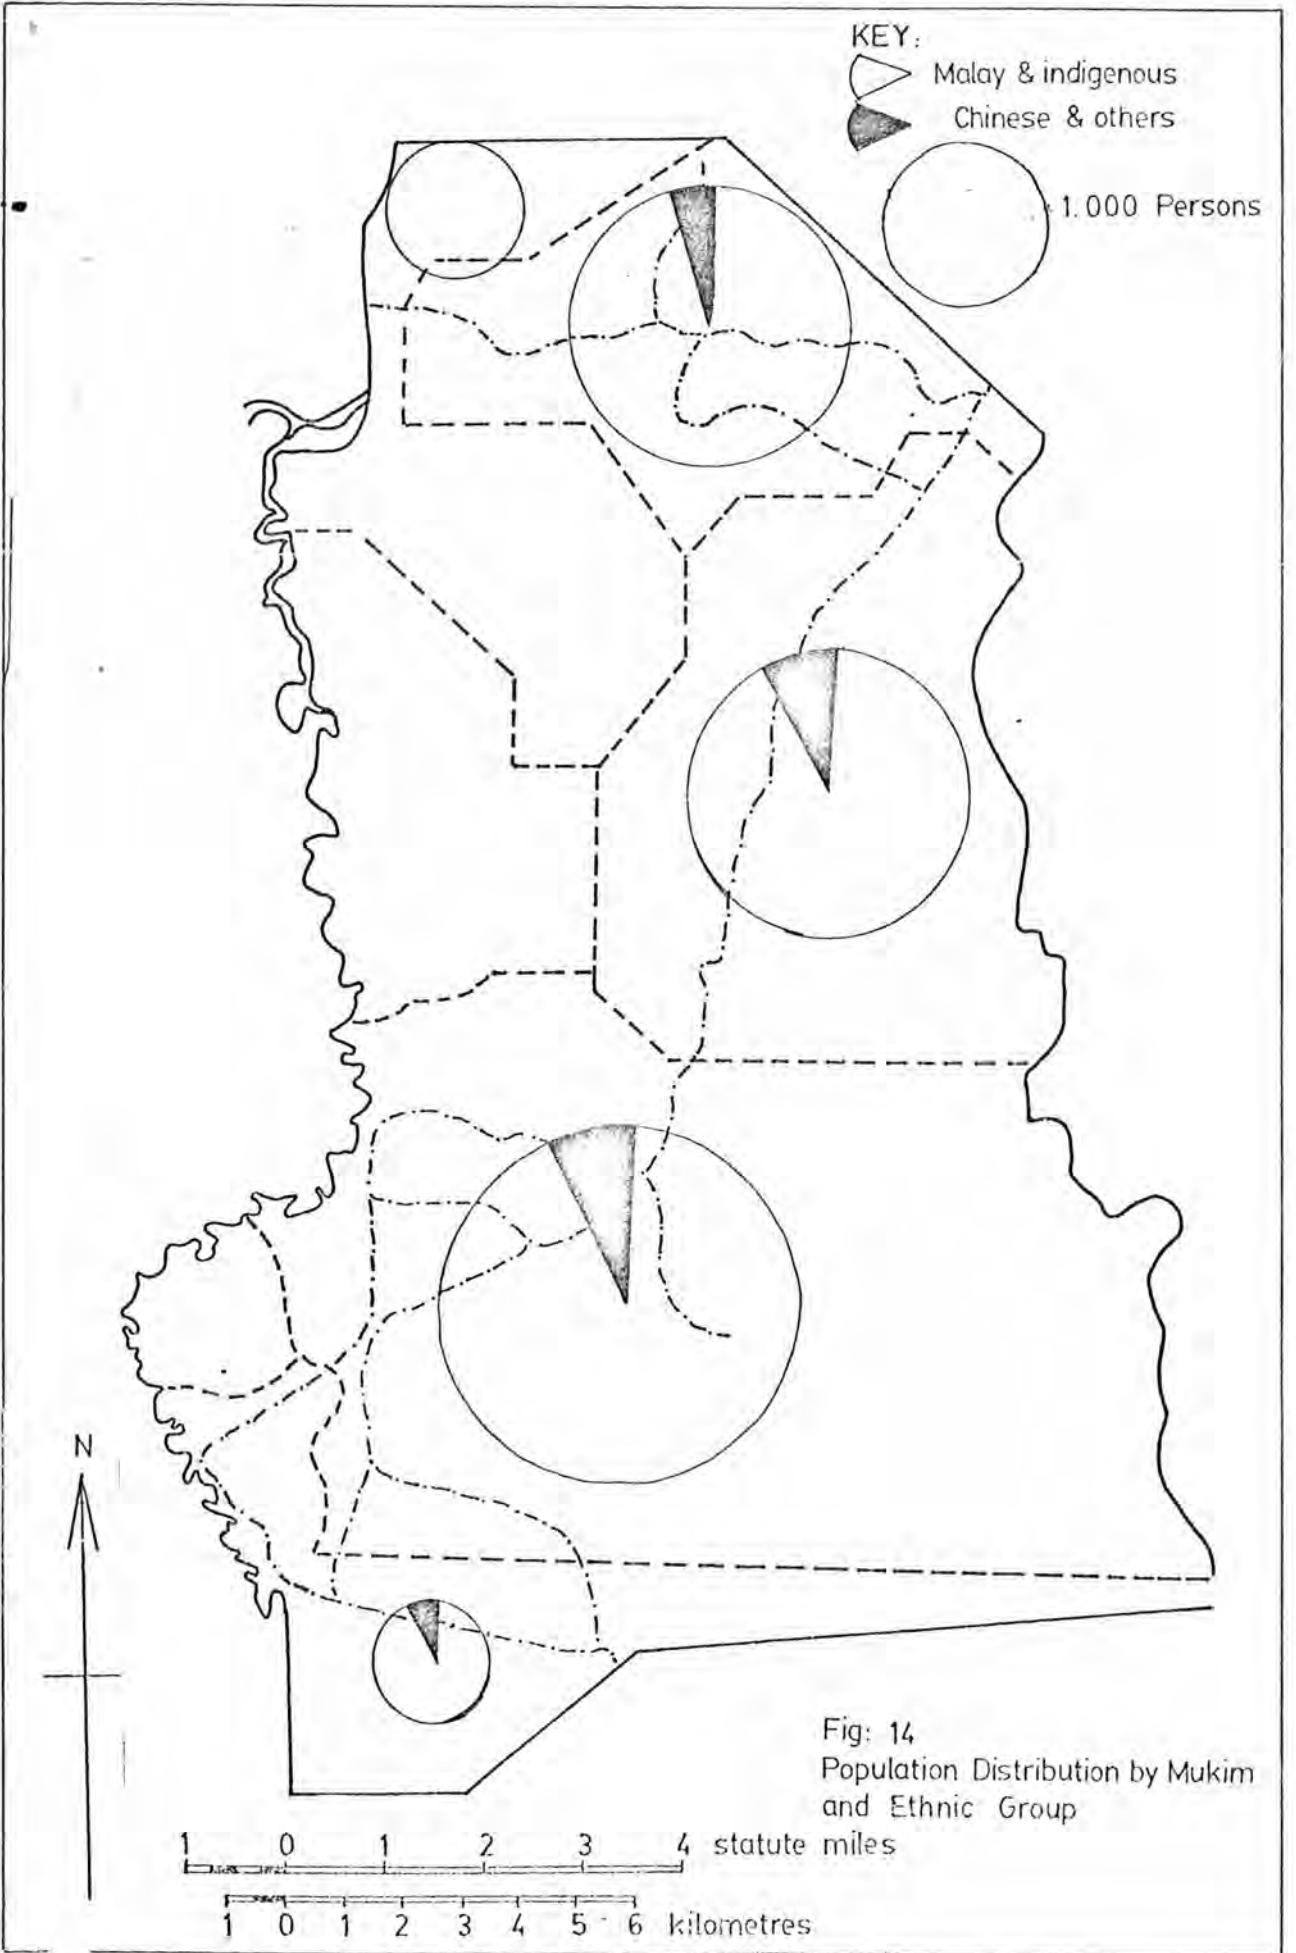 KEY:
Malay & indigenous
Chinese & others
1.000 Persons
N
Fig: 14
Population Distribution by Mukim
and Ethnic Group
1 0 1 2 3 4 statute miles
1 0 1 2 3 4 5 6 kilometres